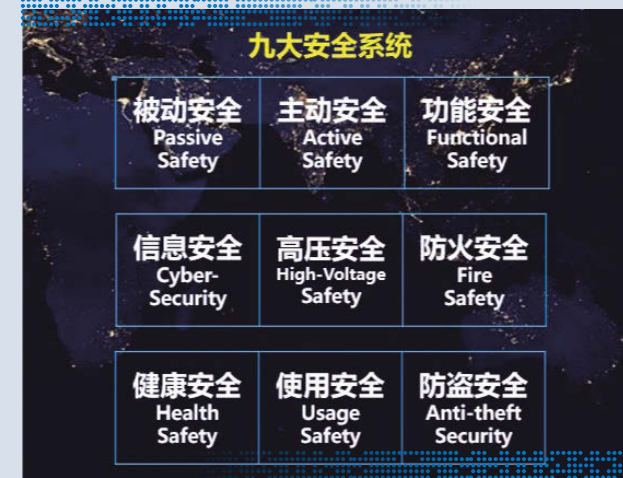 九大安全系统
被动安全
Passive
Safety
主动安全
Active
Safety
功能安全
Functional
Safety
信息安全
Cyber-
Security
高压安全
High-Voltage
Safety
防火安全
Fire
Safety
健康安全
Health
Safety
使用安全
Usage
Safety
防盗安全
Anti-theft
Security